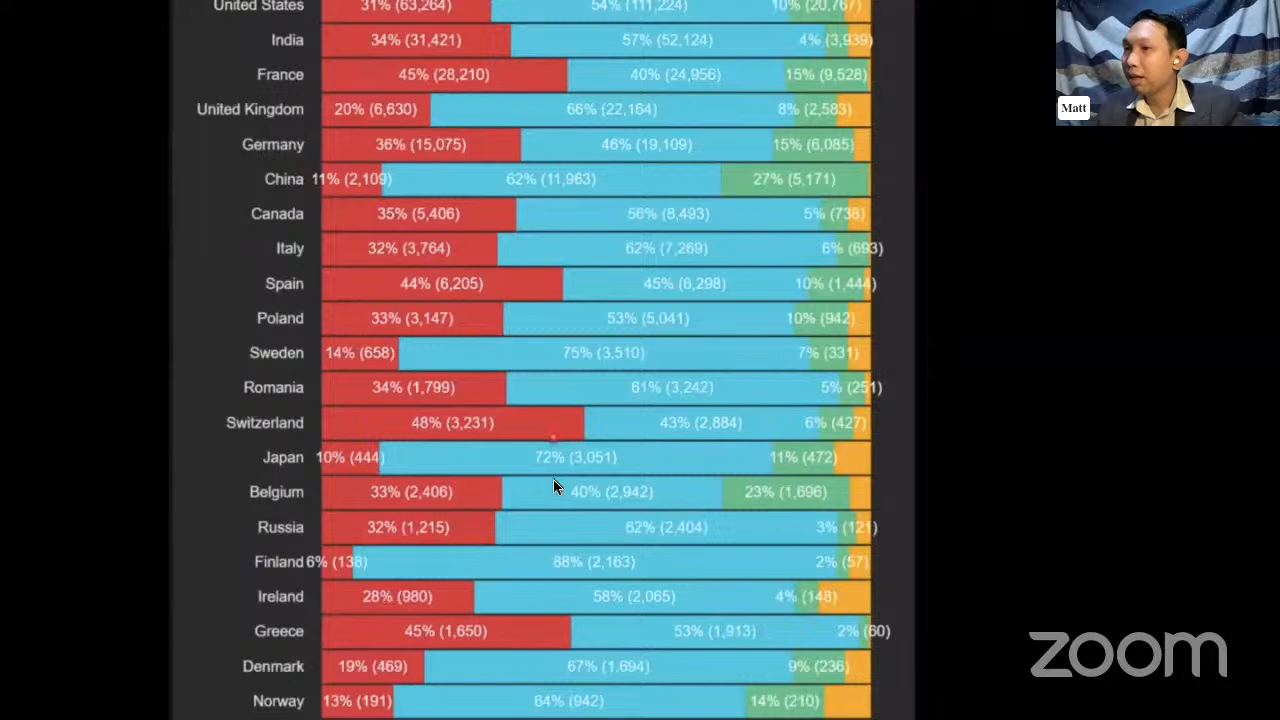 United States 31% (63,264) 54% (111,224) 10% (20,767)
India 34% (31,421) 57% (52,124) 4% (3,939)
France 45% (28,210) 40% (24,956) 15% (9,528)
United Kingdom 20% (6,630) 66% (22,164) 8% (2,583)
Germany 36% (15,075) 46% (19,109) 15% (6,085)
China 11% (2,109) 62% (11,963) 27% (5,171)
Canada 35% (5,406) 56% (8,493) 5% (736)
Italy 32% (3,764) 62% (7,269) 6% (693)
Spain 44% (6,205) 45% (6,298) 10% (1,444)
Poland 33% (3,147) 53% (5,041) 10% (942)
Sweden 14% (658) 75% (3,510) 7% (331)
Romania 34% (1,799) 61% (3,242) 5% (251)
Switzerland 48% (3,231) 43% (2,884) 6% (427)
Japan 10% (444) 72% (3,051) 11% (472)
Belgium 33% (2,406) 40% (2,942) 23% (1,696)
Russia 32% (1,215) 62% (2,404) 3% (121)
Finland 6% (138) 88% (2,163) 2% (57)
Ireland 28% (980) 58% (2,065) 4% (148)
Greece 45% (1,650) 53% (1,913) 2% (60)
Denmark 19% (469) 67% (1,694) 9% (236)
Norway 13% (191) 64% (942) 14% (210)
Matt
zoom